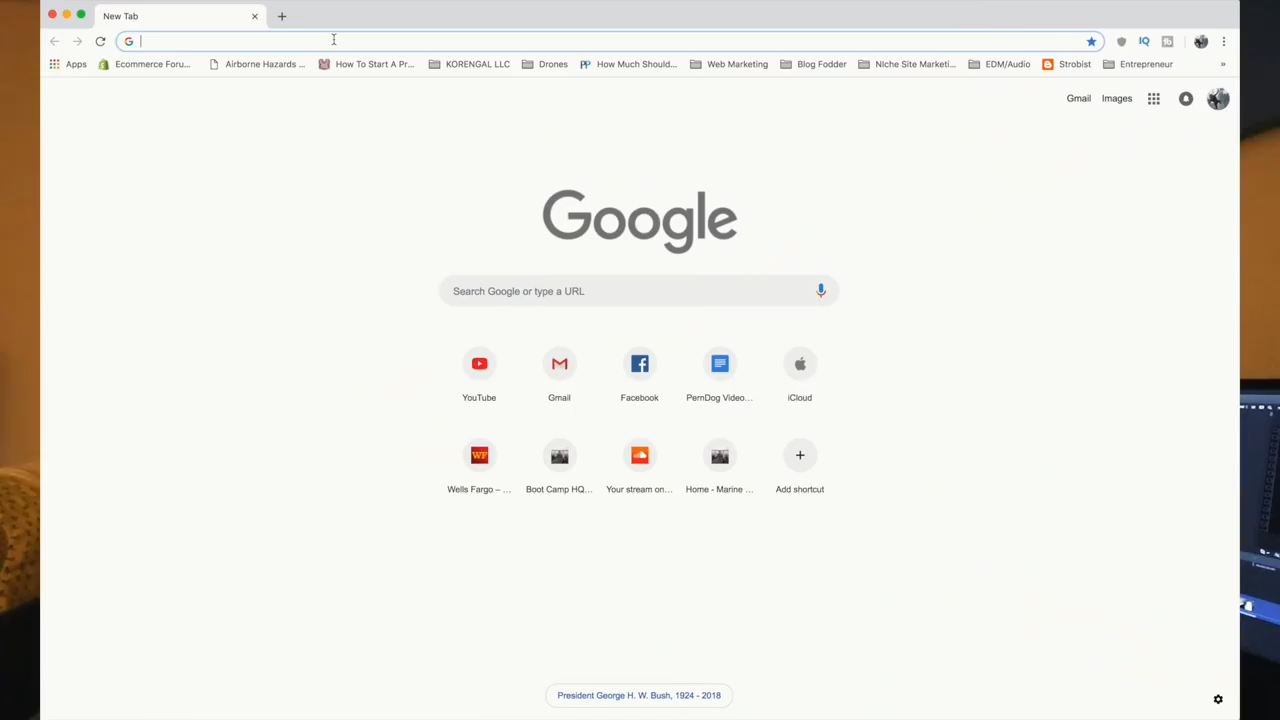 New Tab
Apps Ecommerce Foru... Airborne Hazards ... How To Start A Pr... KORENGAL LLC Drones PP How Much Should... Web Marketing Blog Fodder NIche Site Marketi... EDM/Audio Strobist Entrepreneur »
Gmail Images
Google
Search Google or type a URL
YouTube Gmail Facebook PernDog Video... iCloud
WF
Wells Fargo – ... Boot Camp HQ... Your stream on... Home - Marine ... Add shortcut
President George H. W. Bush, 1924 - 2018